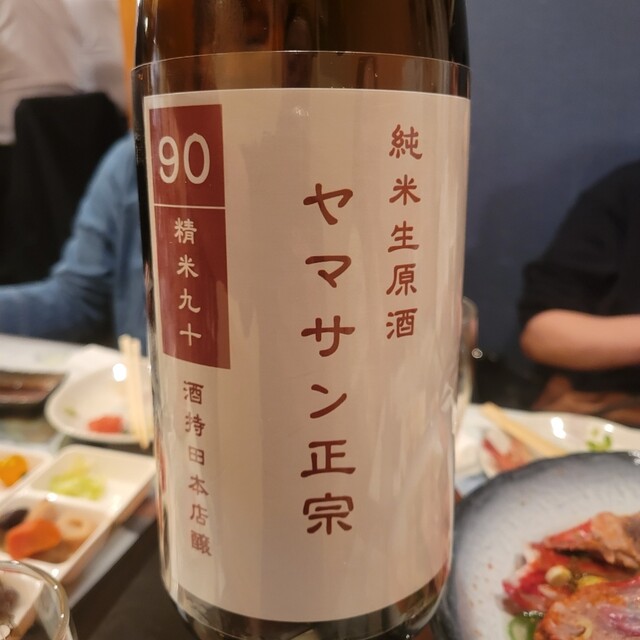 純米生原酒
ヤマサン正宗
90
精米九十
酒持田本店醸